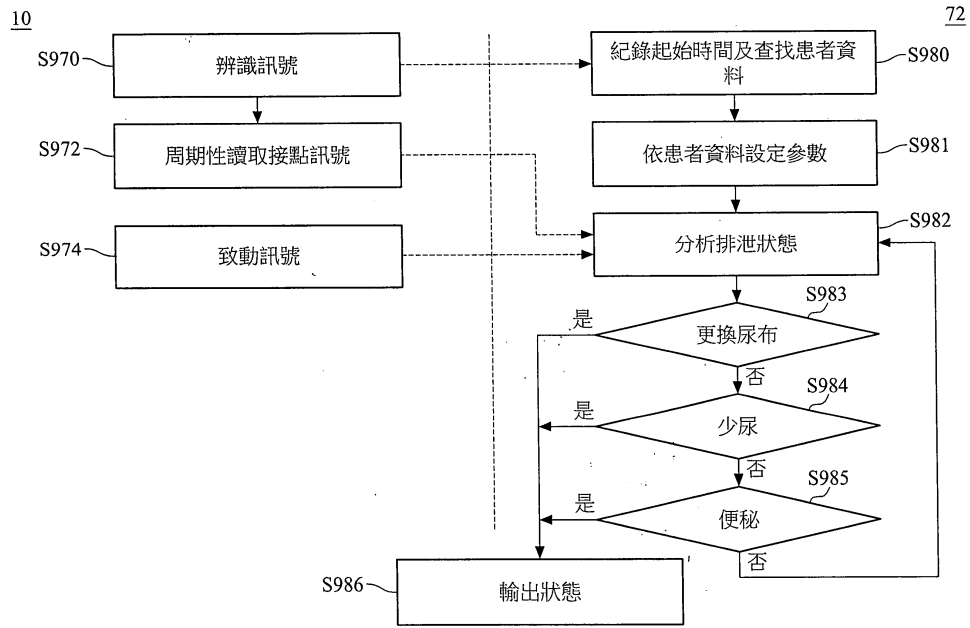 10
72
S970
辨識訊號
紀錄起始時間及查找患者資
料
S980
S972
周期性讀取接點訊號
依患者資料設定參數
S981
S974
致動訊號
分析排泄狀態
S982
S983
是
更換尿布
否
S984
是
少尿
否
S985
是
便秘
否
S986
輸出狀態